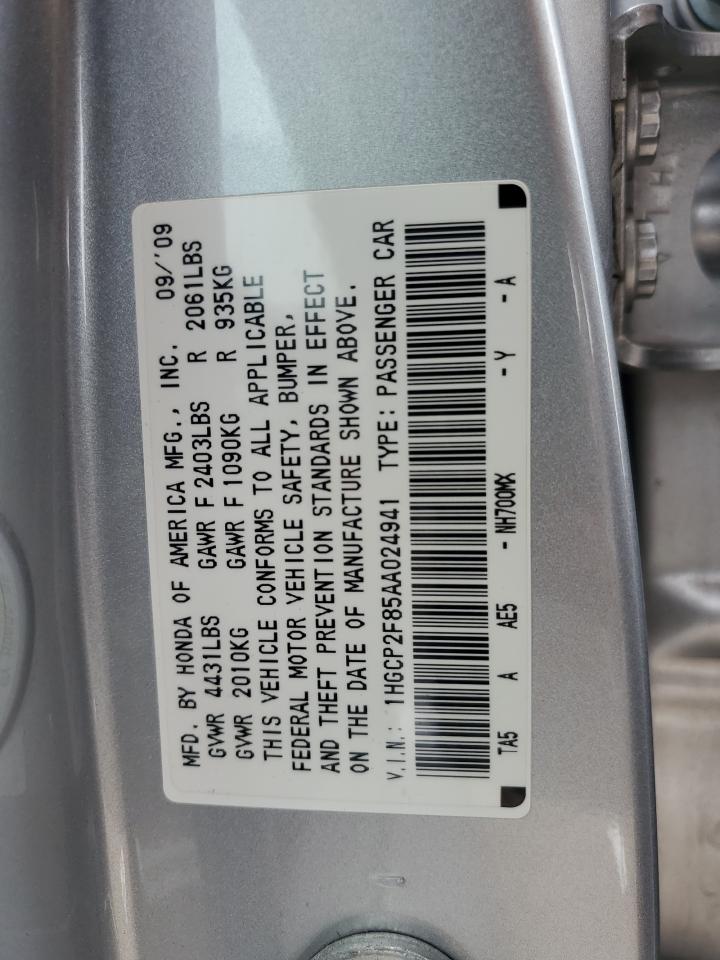 MFD. BY HONDA OF AMERICA MFG., INC. 09/'09
GVWR 4431LBS GAWR F 2403LBS R 2061LBS
GVWR 2010KG GAWR F 1090KG R 935KG
THIS VEHICLE CONFORMS TO ALL APPLICABLE
FEDERAL MOTOR VEHICLE SAFETY, BUMPER,
AND THEFT PREVENTION STANDARDS IN EFFECT
ON THE DATE OF MANUFACTURE SHOWN ABOVE.
V.I.N.: 1HGCP2F85AA024941 TYPE: PASSENGER CAR
TA5 A AE5 - NH700MX - Y - A